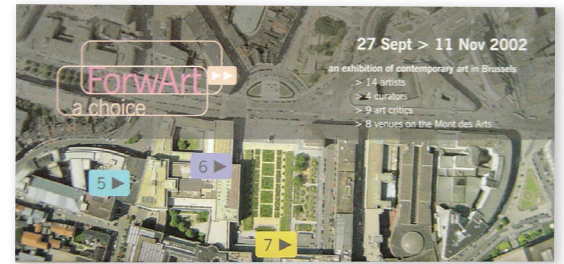 27 Sept > 11 Nov 2002
an exhibition of contemporary art in Brussels
> 14 artists
> 4 curators
> 9 art critics
> 8 venues on the Mont des Arts
ForwArt
a choice
6
5
7